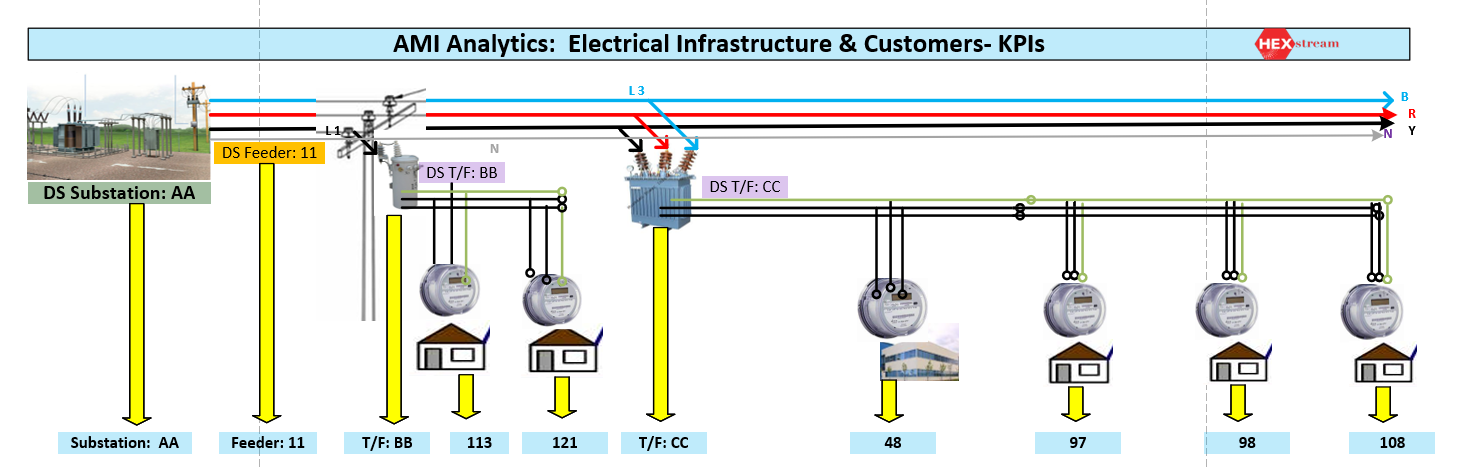 AMI Analytics: Electrical Infrastructure & Customers- KPIs
HEXstream
L 3
B
R
L 1
N
Y
DS Feeder: 11
N
DS T/F: BB
DS Substation: AA
DS T/F: CC
Substation: AA
Feeder: 11
T/F: BB
113
121
T/F: CC
48
97
98
108